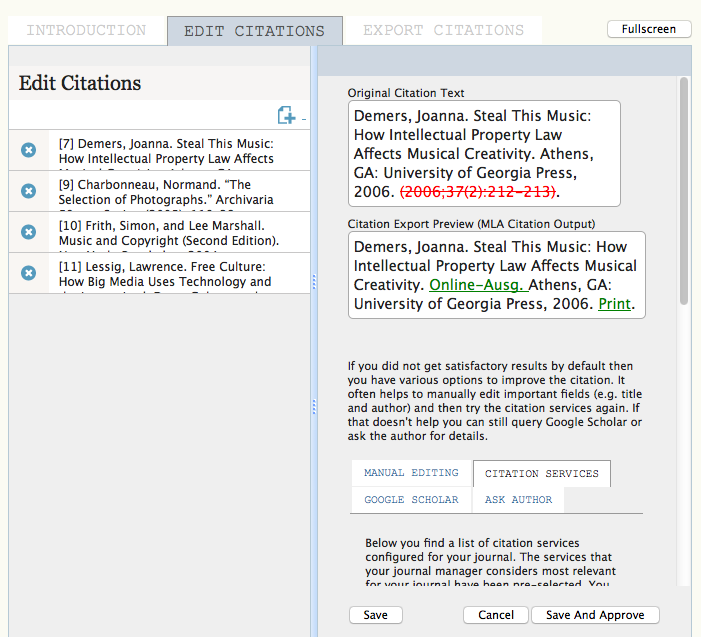 INTRODUCTION
EDIT CITATIONS
EXPORT CITATIONS
Fullscreen
Edit Citations
[7] Demers, Joanna. Steal This Music:
How Intellectual Property Law Affects
[9] Charbonneau, Normand. "The
Selection of Photographs." Archivaria
[10] Frith, Simon, and Lee Marshall.
Music and Copyright (Second Edition).
[11] Lessig, Lawrence. Free Culture:
How Big Media Uses Technology and
Original Citation Text
Demers, Joanna. Steal This Music:
How Intellectual Property Law
Affects Musical Creativity. Athens,
GA: University of Georgia Press,
2006. (2006;37(2):212-213).
Citation Export Preview (MLA Citation Output)
Demers, Joanna. Steal This Music: How
Intellectual Property Law Affects Musical
Creativity. Online-Ausg. Athens, GA:
University of Georgia Press, 2006. Print.
If you did not get satisfactory results by default then
you have various options to improve the citation. It
often helps to manually edit important fields (e.g. title
and author) and then try the citation services again. If
that doesn't help you can still query Google Scholar or
ask the author for details.
MANUAL EDITING
CITATION SERVICES
GOOGLE SCHOLAR
ASK AUTHOR
Below you find a list of citation services
configured for your journal. The services that
your journal manager considers most relevant
for your journal have been pre-selected. You
Save
Cancel
Save And Approve